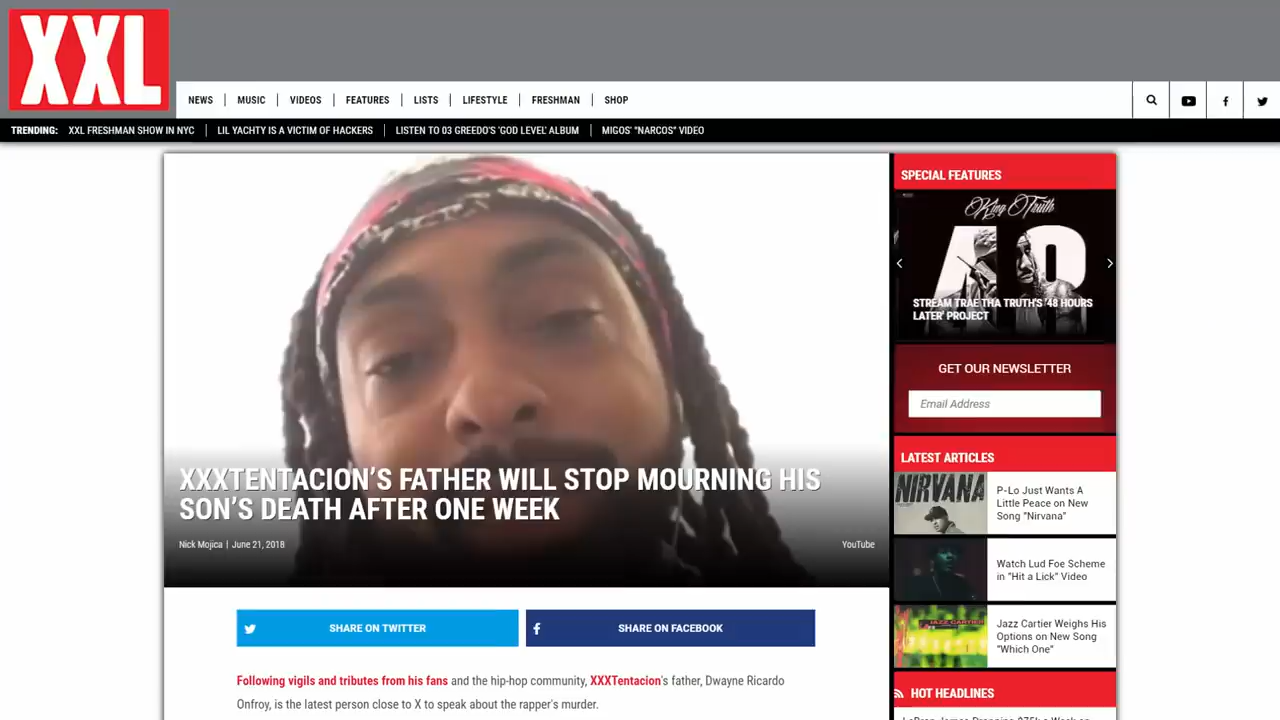 XXL
NEWS
MUSIC
VIDEOS
FEATURES
LISTS
LIFESTYLE
FRESHMAN
SHOP
TRENDING:
XXL FRESHMAN SHOW IN NYC
LIL YACHTY IS A VICTIM OF HACKERS
LISTEN TO 03 GREEDO'S 'GOD LEVEL' ALBUM
MIGOS' "NARCOS" VIDEO
XXXTENTACION'S FATHER WILL STOP MOURNING HIS
SON'S DEATH AFTER ONE WEEK
Nick Mojica | June 21, 2018
YouTube
SHARE ON TWITTER
SHARE ON FACEBOOK
Following vigils and tributes from his fans and the hip-hop community, XXXTentacion's father, Dwayne Ricardo
Onfroy, is the latest person close to X to speak about the rapper's murder.
SPECIAL FEATURES
King Truth
48
STREAM TRAE THA TRUTH'S '48 HOURS
LATER' PROJECT
GET OUR NEWSLETTER
Email Address
LATEST ARTICLES
NIRVANA
P-Lo Just Wants A
Little Peace on New
Song "Nirvana"
Watch Lud Foe Scheme
in "Hit a Lick" Video
JAZZ CARTIER
Jazz Cartier Weighs His
Options on New Song
"Which One"
HOT HEADLINES